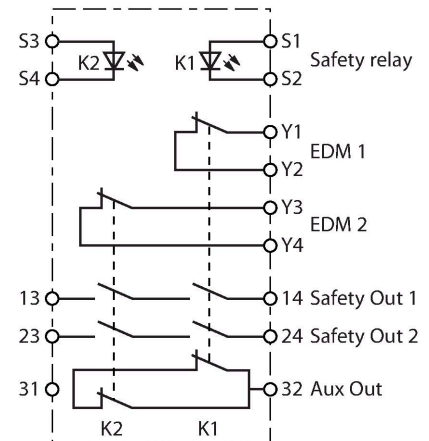 S3 K2 K1 S1 Safety relay
S4 S2
Y1
EDM 1
Y2
Y3
EDM 2
Y4
13 14 Safety Out 1
23 24 Safety Out 2
31 32 Aux Out
K2 K1